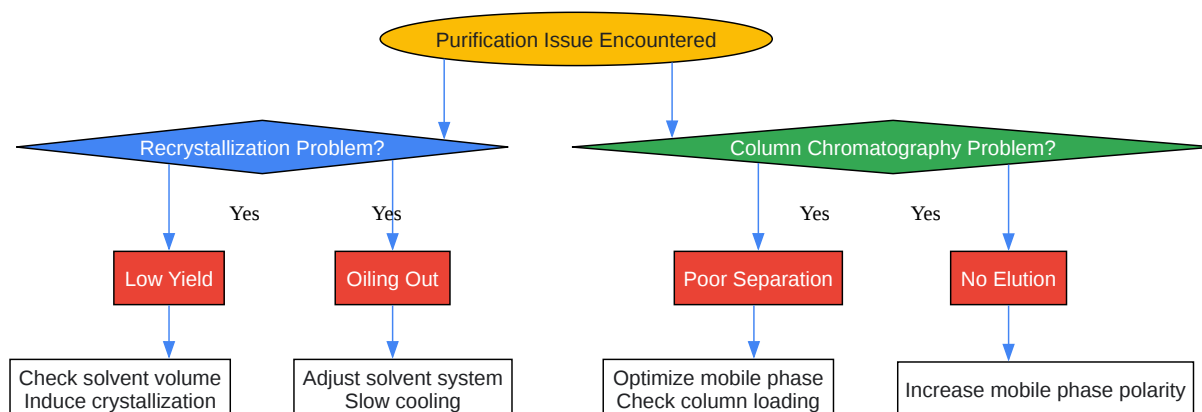 Purification Issue Encountered
Recrystallization Problem?
Column Chromatography Problem?
Yes
Yes
Yes
Yes
Low Yield
Oiling Out
Poor Separation
No Elution
Check solvent volume
Induce crystallization
Adjust solvent system
Slow cooling
Optimize mobile phase
Check column loading
Increase mobile phase polarity